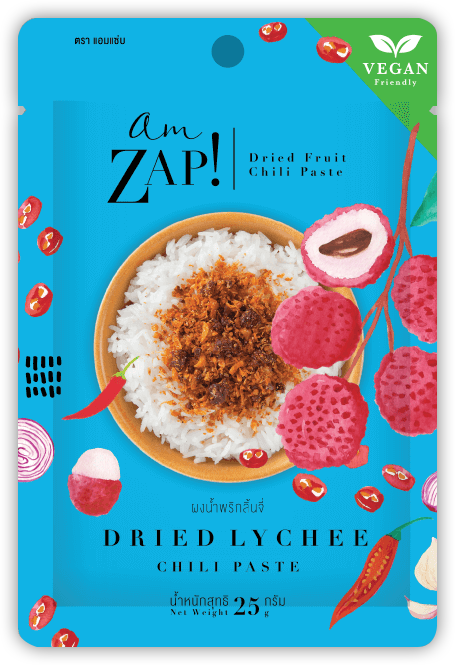 ตรา แอมแซ่บ
VEGAN
Friendly
am
ZAP!
Dried Fruit
Chili Paste
ผงน้ำพริกลิ้นจี่
DRIED LYCHEE
CHILI PASTE
น้ำหนักสุทธิ 25 กรัม
Net Weight g